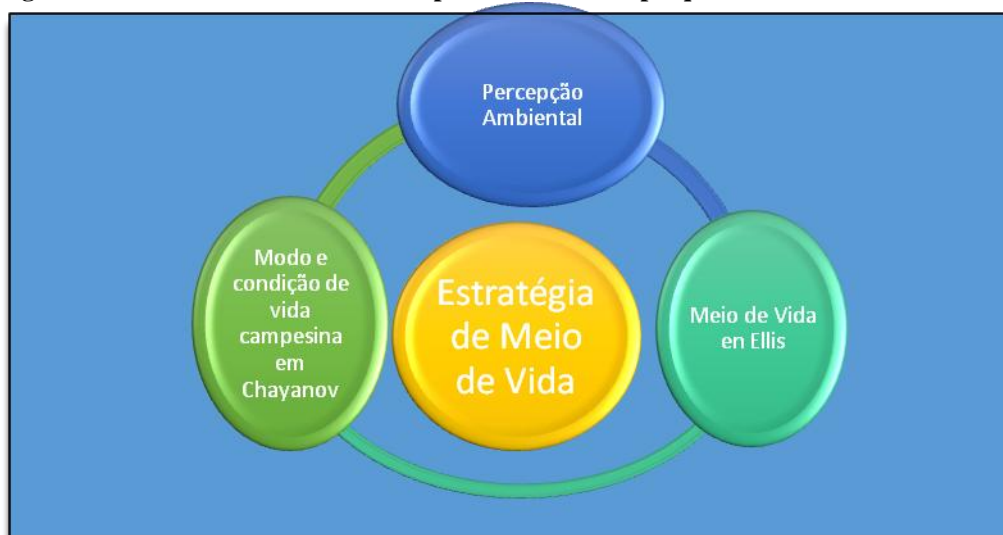 Percepção
Ambiental
Modo e
condição de
vida
campesina
em
Chayanov
Estratégia
de Meio
de Vida
Meio de Vida
en Ellis